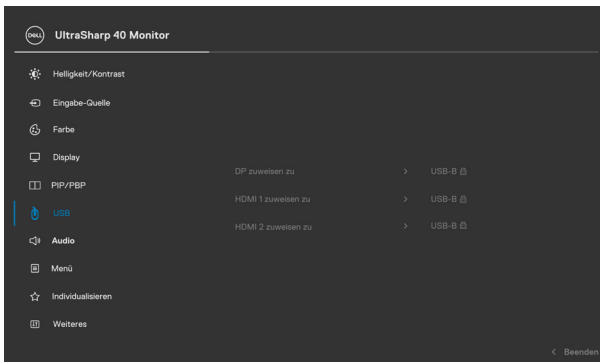 DELL UltraSharp 40 Monitor
Helligkeit/Kontrast
Eingabe-Quelle
Farbe
Display
DP zuweisen zu > USB-B
PIP/PBP
HDMI 1 zuweisen zu > USB-B
USB
HDMI 2 zuweisen zu > USB-B
Audio
Menü
Individualisieren
Weiteres
< Beenden